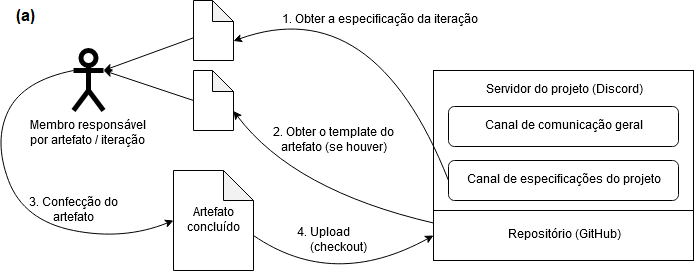 (a)
1. Obter a especificação da iteração
Servidor do projeto (Discord)
Canal de comunicação geral
Canal de especificações do projeto
Repositório (GitHub)
Membro responsável
por artefato / iteração
2. Obter o template do
artefato (se houver)
3. Confecção do
artefato
Artefato
concluído
4. Upload
(checkout)